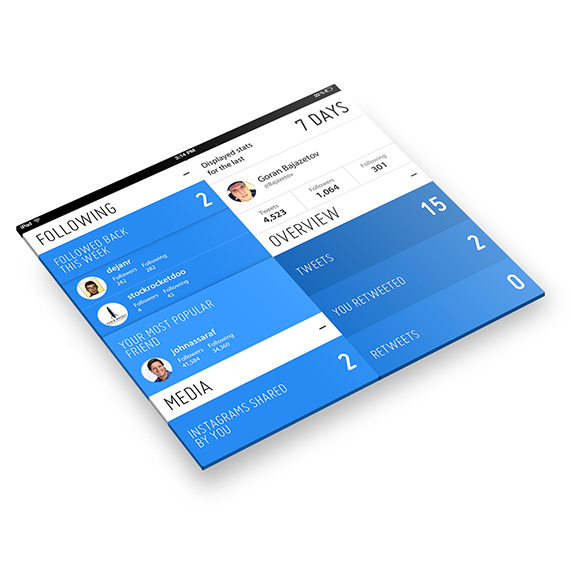 iPad
3:14 PM
22 %
FOLLOWING
2
FOLLOWED BACK
THIS WEEK
dejanr
Followers
242
Following
282
stockrocketdoo
Followers
4
Following
43
YOUR MOST POPULAR
FRIEND
johnassaraf
Followers
41,584
Following
34,360
MEDIA
2
INSTAGRAMS SHARED
BY YOU
Displayed stats
for the last
7 DAYS
Goran Bajazetov
@Bajazetov
Tweets
4,523
Followers
1,064
Following
301
OVERVIEW
15
TWEETS
2
YOU RETWEETED
0
RETWEETS